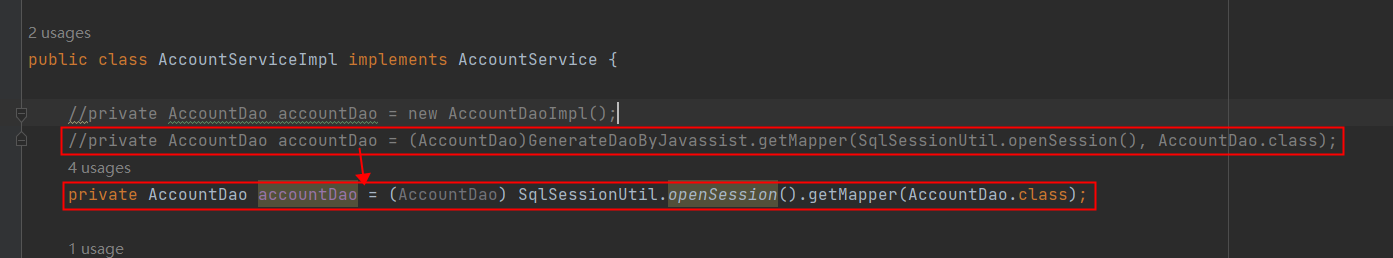 2 usages
public class AccountServiceImpl implements AccountService {
//private AccountDao accountDao = new AccountDaoImpl();
//private AccountDao accountDao = (AccountDao)GenerateDaoByJavassist.getMapper(SqlSessionUtil.openSession(), AccountDao.class);
4 usages
private AccountDao accountDao = (AccountDao) SqlSessionUtil.openSession().getMapper(AccountDao.class);
1 usage